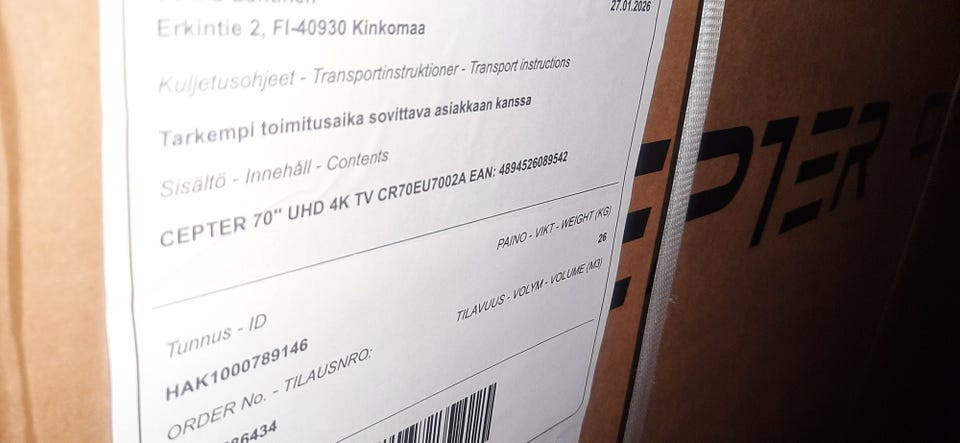 27.01.2026
Erkintie 2, FI-40930 Kinkomaa
Kuljetusohjeet - Transportinstruktioner - Transport instructions
Tarkempi toimitusaika sovittava asiakkaan kanssa
Sisältö - Innehåll - Contents
CEPTER 70" UHD 4K TV CR70EU7002A EAN: 4894526089542
PAINO - VIKT - WEIGHT (KG)
26
TILAVUUS - VOLYM - VOLUME (M3)
Tunnus - ID
HAK1000789146
ORDER No. - TILAUSNRO:
36434
EPTER